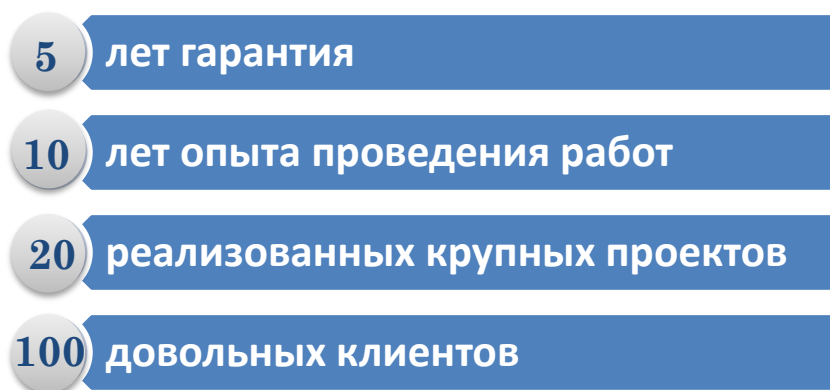 5 лет гарантия
10 лет опыта проведения работ
20 реализованных крупных проектов
100 довольных клиентов